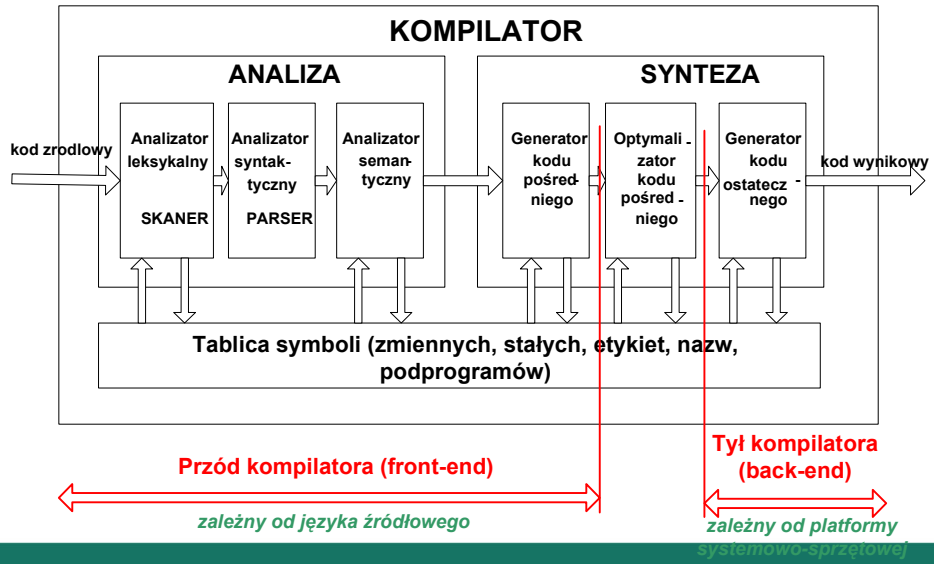 KOMPILATOR
ANALIZA
SYNTEZA
kod zrodlowy
Analizator
leksykalny
SKANER
Analizator
syntak-
tyczny
PARSER
Analizator
seman-
tyczny
Generator
kodu
pośred-
niego
Optymali -
zator
kodu
pośred -
niego
Generator
kodu
ostatecz -
nego
kod wynikowy
Tablica symboli (zmiennych, stałych, etykiet, nazw,
podprogramów)
Przód kompilatora (front-end)
zależny od języka źródłowego
Tył kompilatora
(back-end)
zależny od platformy
systemowo-sprzętowej